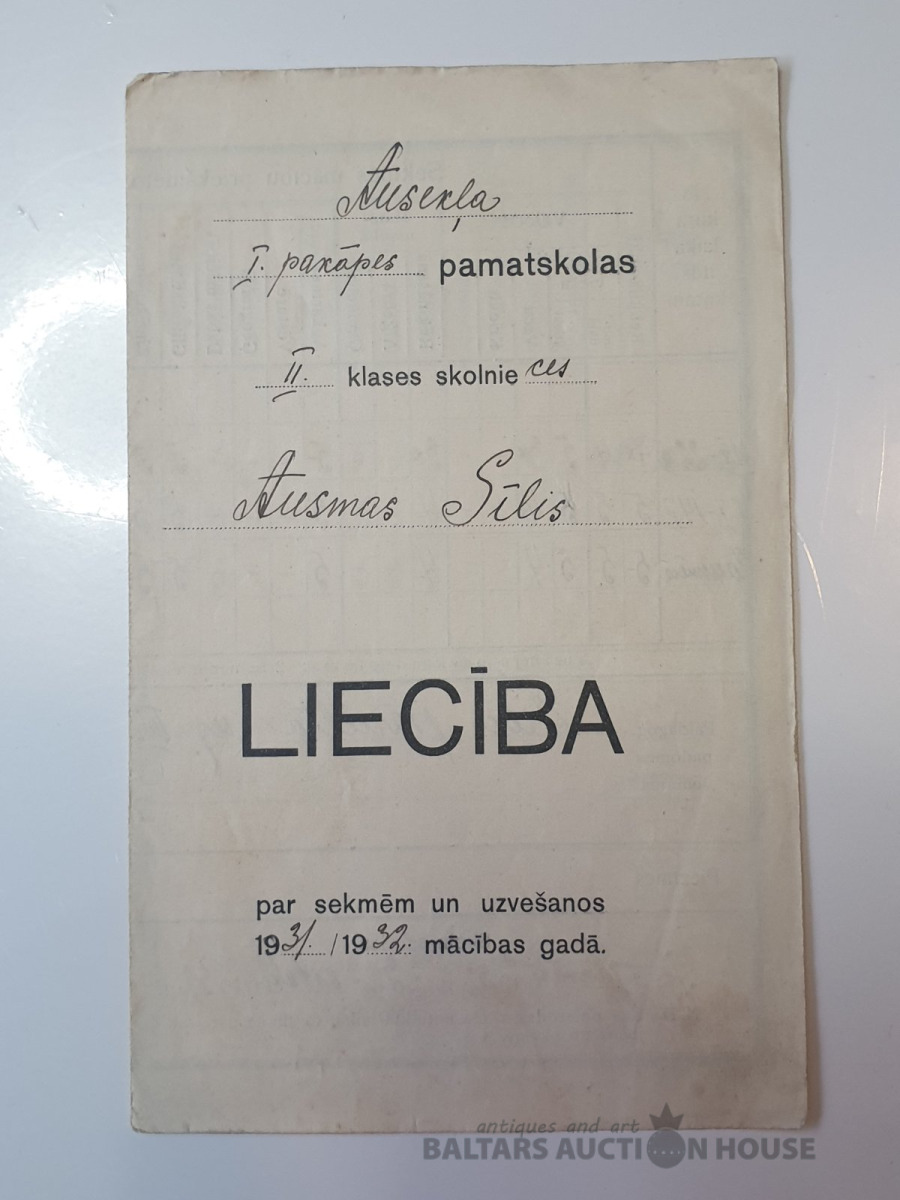 Ausekļa
I. pakāpes pamatskolas
II. klases skolnieces
Ausmas Sīlis
LIECĪBA
par sekmēm un uzvešanos
1931./1932. mācības gadā.
antiques and art
BALTARS AUCTION HOUSE